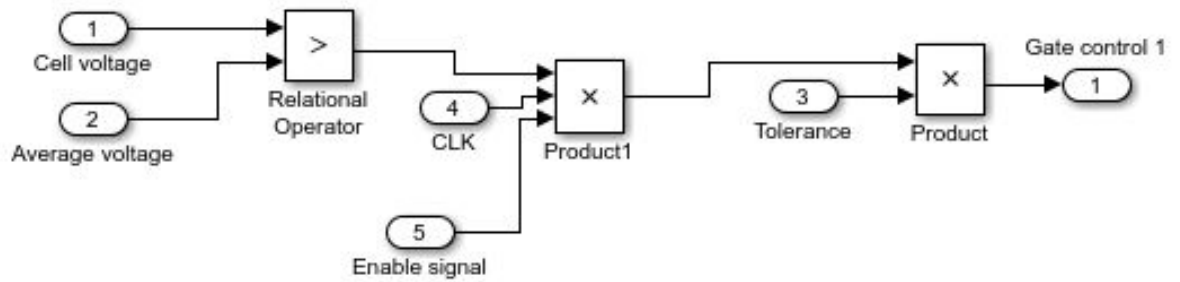 1
Cell voltage
2
Average voltage
>
Relational
Operator
4
CLK
5
Enable signal
×
Product1
3
Tolerance
×
Product
Gate control 1
1